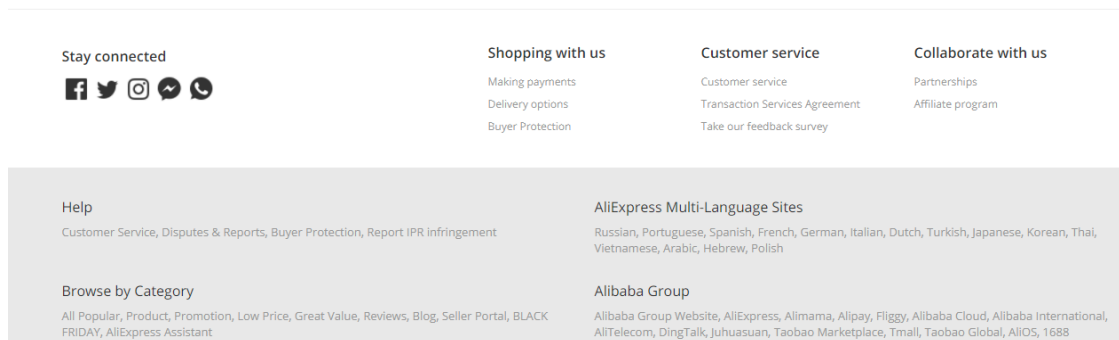 Stay connected
Shopping with us
Making payments
Delivery options
Buyer Protection
Customer service
Customer service
Transaction Services Agreement
Take our feedback survey
Collaborate with us
Partnerships
Affiliate program
Help
Customer Service, Disputes & Reports, Buyer Protection, Report IPR infringement
AliExpress Multi-Language Sites
Russian, Portuguese, Spanish, French, German, Italian, Dutch, Turkish, Japanese, Korean, Thai,
Vietnamese, Arabic, Hebrew, Polish
Browse by Category
All Popular, Product, Promotion, Low Price, Great Value, Reviews, Blog, Seller Portal, BLACK
FRIDAY, AliExpress Assistant
Alibaba Group
Alibaba Group Website, AliExpress, Alimama, Alipay, Fliggy, Alibaba Cloud, Alibaba International,
AliTelecom, DingTalk, Juhuasuan, Taobao Marketplace, Tmall, Taobao Global, AliOS, 1688